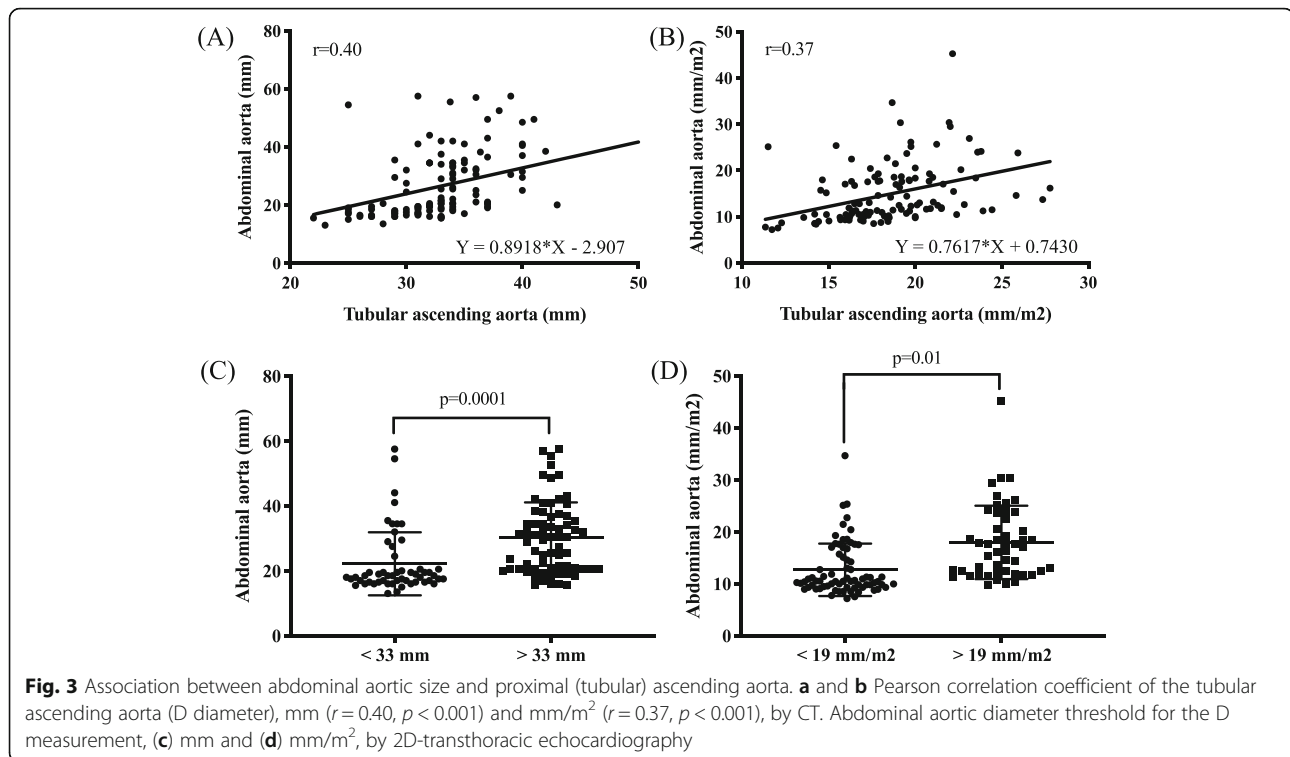 (A)
r=0.40
Abdominal aorta (mm)
80
60
40
20
0
Y = 0.8918*X - 2.907
20
30
40
50
Tubular ascending aorta (mm)
(B)
r=0.37
Abdominal aorta (mm/m2)
50
40
30
20
10
0
Y = 0.7617*X + 0.7430
10
15
20
25
30
Tubular ascending aorta (mm/m2)
(C)
p=0.0001
Abdominal aorta (mm)
80
60
40
20
0
< 33 mm
> 33 mm
(D)
p=0.01
Abdominal aorta (mm/m2)
50
40
30
20
10
0
< 19 mm/m2
> 19 mm/m2
Fig. 3 Association between abdominal aortic size and proximal (tubular) ascending aorta. a and b Pearson correlation coefficient of the tubular
ascending aorta (D diameter), mm (r = 0.40, p < 0.001) and mm/m² (r = 0.37, p < 0.001), by CT. Abdominal aortic diameter threshold for the D
measurement, (c) mm and (d) mm/m², by 2D-transthoracic echocardiography